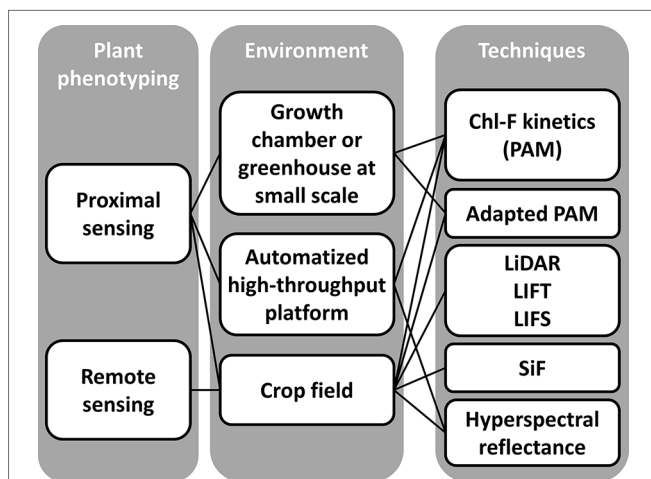 Plant
phenotyping
Proximal
sensing
Remote
sensing
Environment
Growth
chamber or
greenhouse at
small scale
Automatized
high-throughput
platform
Crop field
Techniques
Chl-F kinetics
(PAM)
Adapted PAM
LiDAR
LIFT
LIFS
SiF
Hyperspectral
reflectance